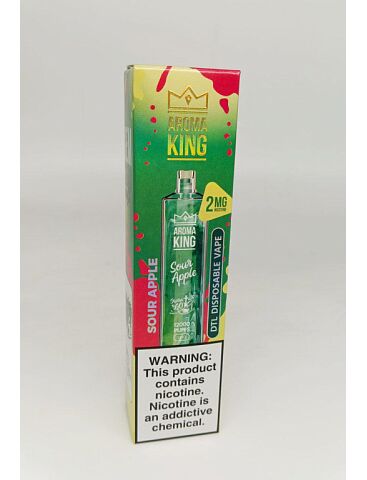 AROMA
KING
2MG
NICOTINE
AROMA
KING
Sour
Apple
12000
PUFFS
SOUR APPLE
DTL DISPOSABLE VAPE
WARNING:
This product
contains
nicotine.
Nicotine is
an addictive
chemical.